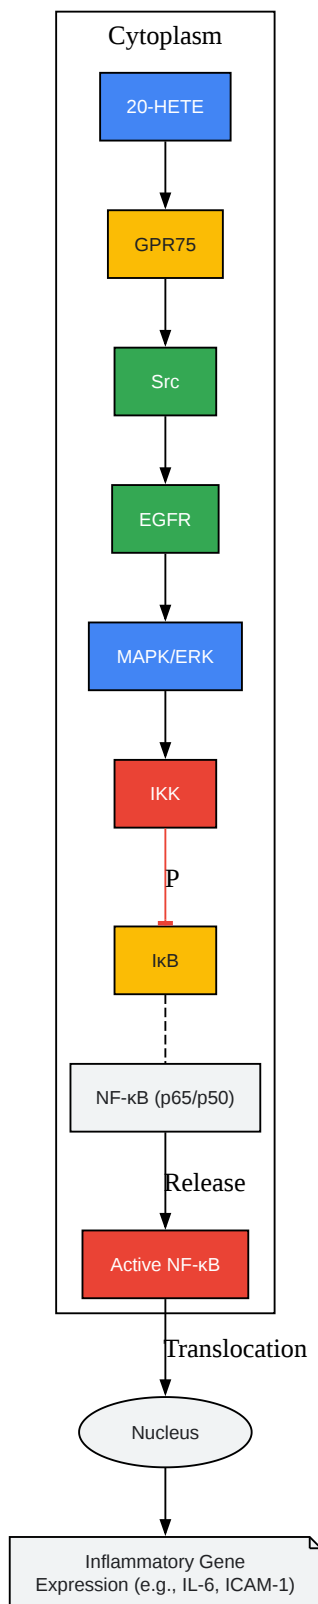 Cytoplasm
20-HETE
GPR75
Src
EGFR
MAPK/ERK
IKK
P
IκB
NF-κB (p65/p50)
Release
Active NF-κB
Translocation
Nucleus
Inflammatory Gene
Expression (e.g., IL-6, ICAM-1)